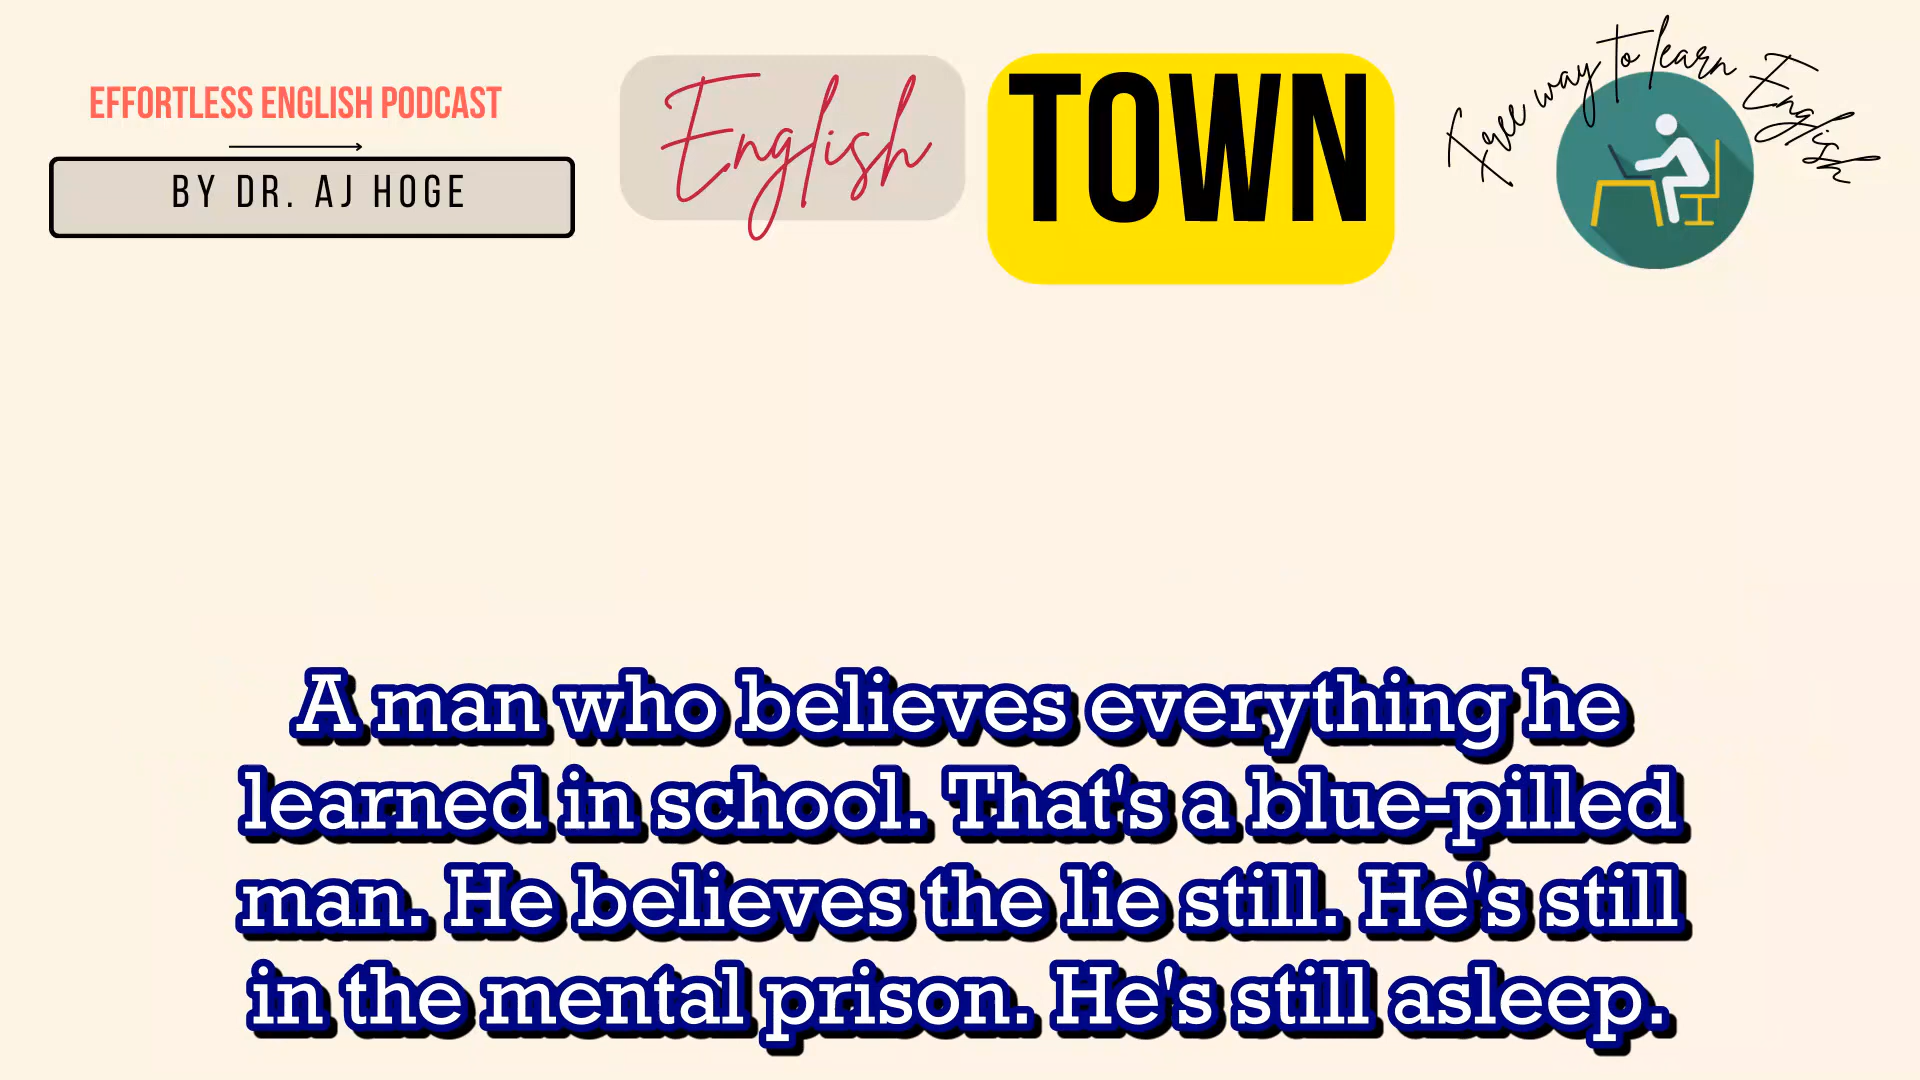 EFFORTLESS ENGLISH PODCAST
BY DR. AJ HOGE
English
TOWN
Free way to learn English
A man who believes everything he
learned in school. That's a blue-pilled
man. He believes the lie still. He's still
in the mental prison. He's still asleep.